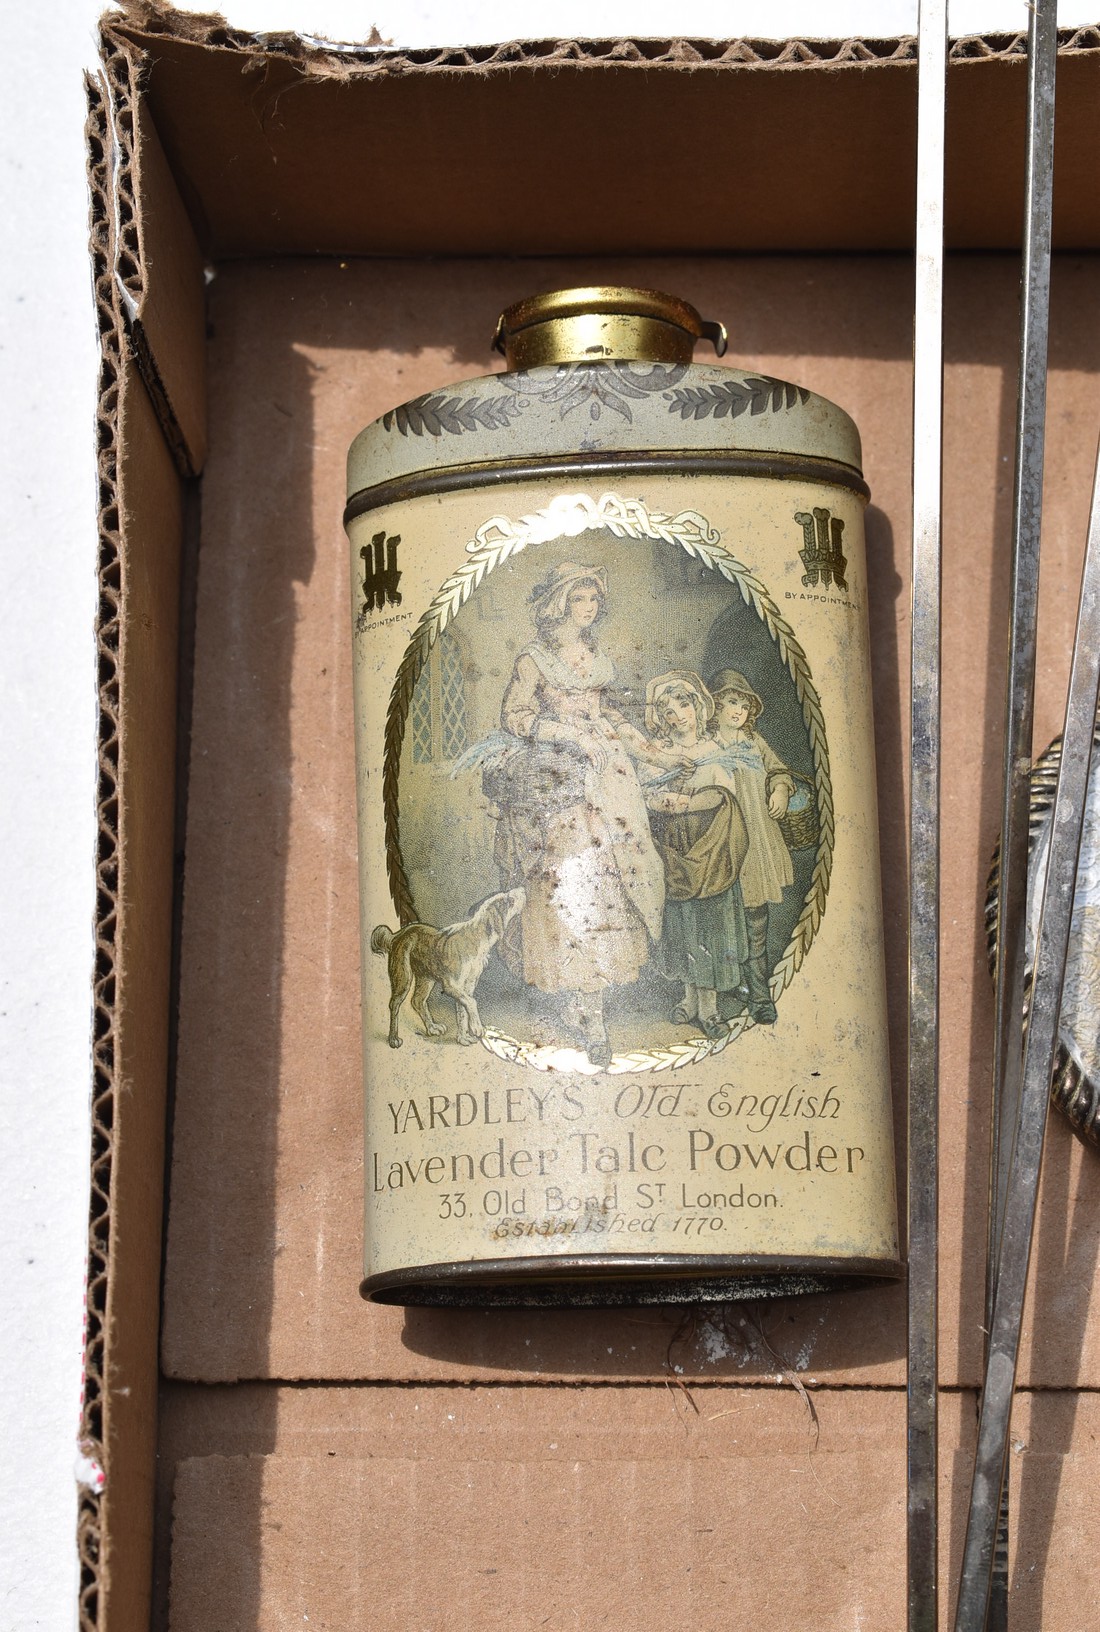 BY APPOINTMENT
BY APPOINTMENT
YARDLEY'S Old English
Lavender Talc Powder
33, Old Bond ST London.
Established 1770.